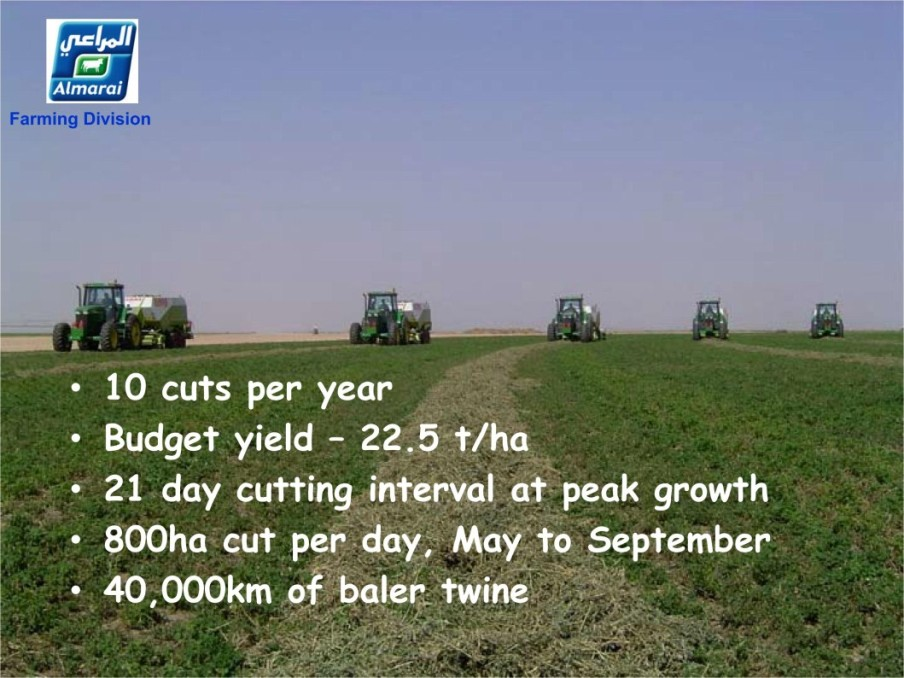 المراعي
Almarai
Farming Division
• 10 cuts per year
• Budget yield – 22.5 t/ha
• 21 day cutting interval at peak growth
• 800ha cut per day, May to September
• 40,000km of baler twine